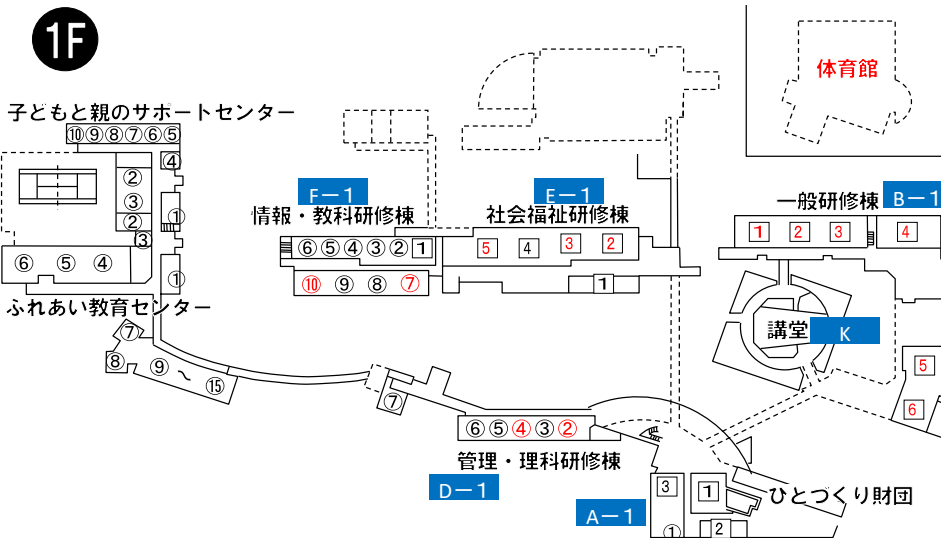 1F
体育館
子どもと親のサポートセンター
⑩⑨⑧⑦⑥⑤
④
②
③
①
②
③
⑥ ⑤ ④
①
F－1
E－1
B－1
情報・教科研修棟
社会福祉研修棟
一般研修棟
⑥⑤④③② 1
5 4 3 2
1 2 3 4
⑩ ⑨ ⑧ ⑦
1
ふれあい教育センター
講堂 K
⑦
⑧ ⑨ ～ ⑮
5
6
⑦
⑥⑤④③②
管理・理科研修棟
D－1
A－1
3 1
① 2
ひとづくり財団